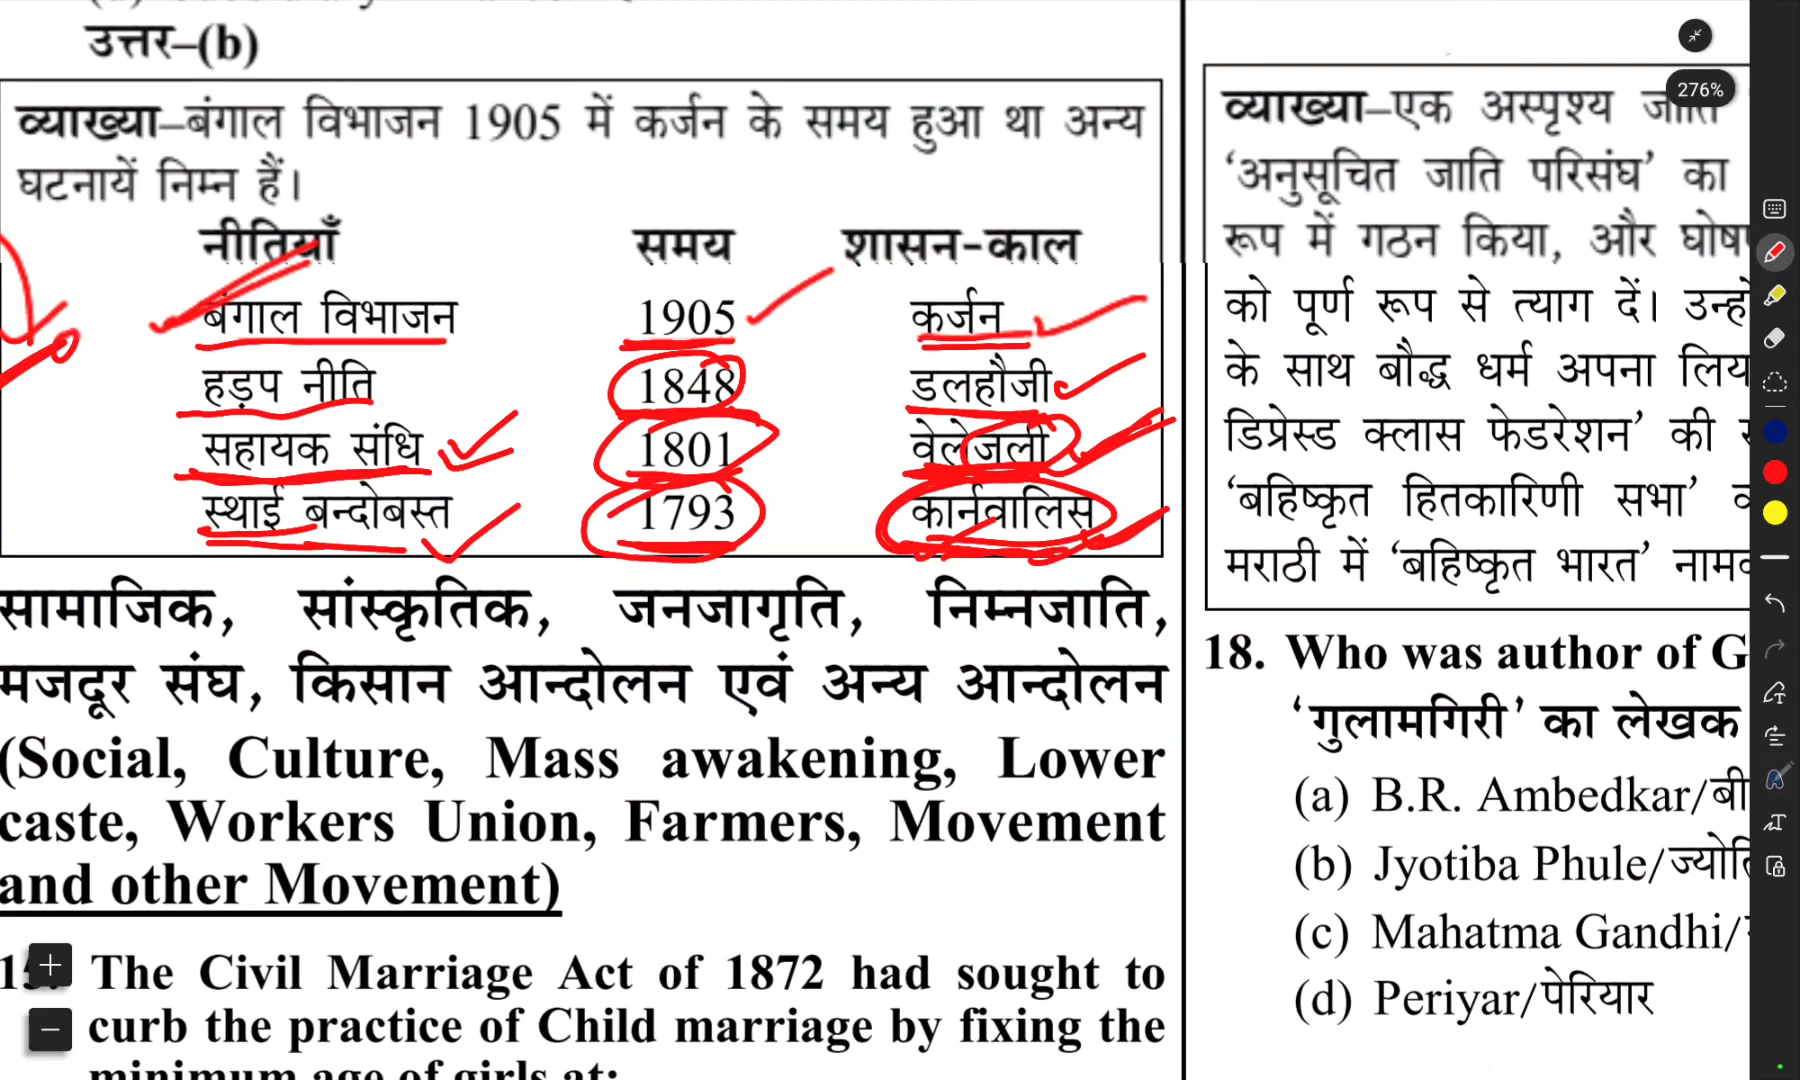 उत्तर–(b)
व्याख्या–बंगाल विभाजन 1905 में कर्जन के समय हुआ था अन्य
घटनायें निम्न हैं।
नीतियाँ समय शासन-काल
बंगाल विभाजन 1905 कर्जन
हड़प नीति 1848 डलहौजी
सहायक संधि 1801 वेलेजली
स्थाई बन्दोबस्त 1793 कार्नवालिस
सामाजिक, सांस्कृतिक, जनजागृति, निम्नजाति,
मजदूर संघ, किसान आन्दोलन एवं अन्य आन्दोलन
(Social, Culture, Mass awakening, Lower
caste, Workers Union, Farmers, Movement
and other Movement)
The Civil Marriage Act of 1872 had sought to
curb the practice of Child marriage by fixing the
minimum age of girls at:
276%
व्याख्या–एक अस्पृश्य जाति
‘अनुसूचित जाति परिसंघ’ का
रूप में गठन किया, और
को पूर्ण रूप से त्याग दें।
के साथ बौद्ध धर्म अपना
डिप्रेस्ड क्लास फेडरेशन’ की
‘बहिष्कृत हितकारिणी सभा’
मराठी में ‘बहिष्कृत भारत’
18. Who was author of G
‘गुलामगिरी’ का लेखक
(a) B.R. Ambedkar/बी
(b) Jyotiba Phule/
(c) Mahatma Gandhi/
(d) Periyar/पेरियार